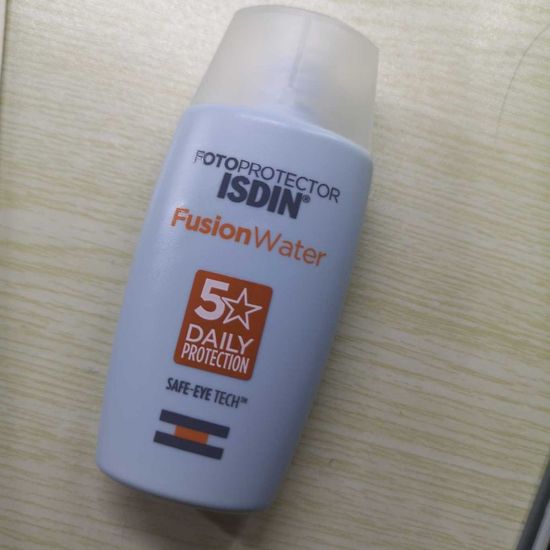 FOTOPROTECTOR
ISDIN®
FusionWater
5☆
DAILY
PROTECTION
SAFE-EYE TECH™